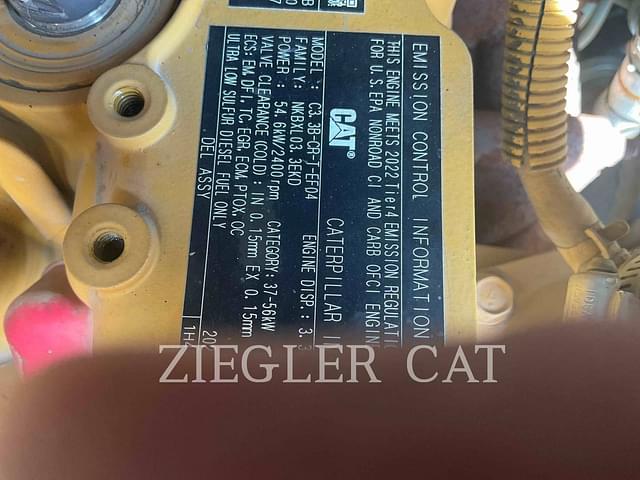 EMISSION CONTROL INFORMATION
THIS ENGINE MEETS 2022 Tier4 EMISSION
FOR U.S. EPA NONROAD CI AND CARB OFCI
CAT® CATERPILLAR
MODEL : C3.3B-CR-T-EF04 ENGINE DISP.: 3.3
FAMILY: NKBXL03.3EKD
POWER : 54.6kW/2400rpm CATEGORY: 37-56kW
VALVE CLEARANCE (COLD) : IN 0.15mm EX 0.15mm
ECS: EM, DFI, TC, EGR, ECM, PTOX, OC
ULTRA LOW SULFUR DIESEL FUEL ONLY
DEL ASSY
ZIEGLER CAT